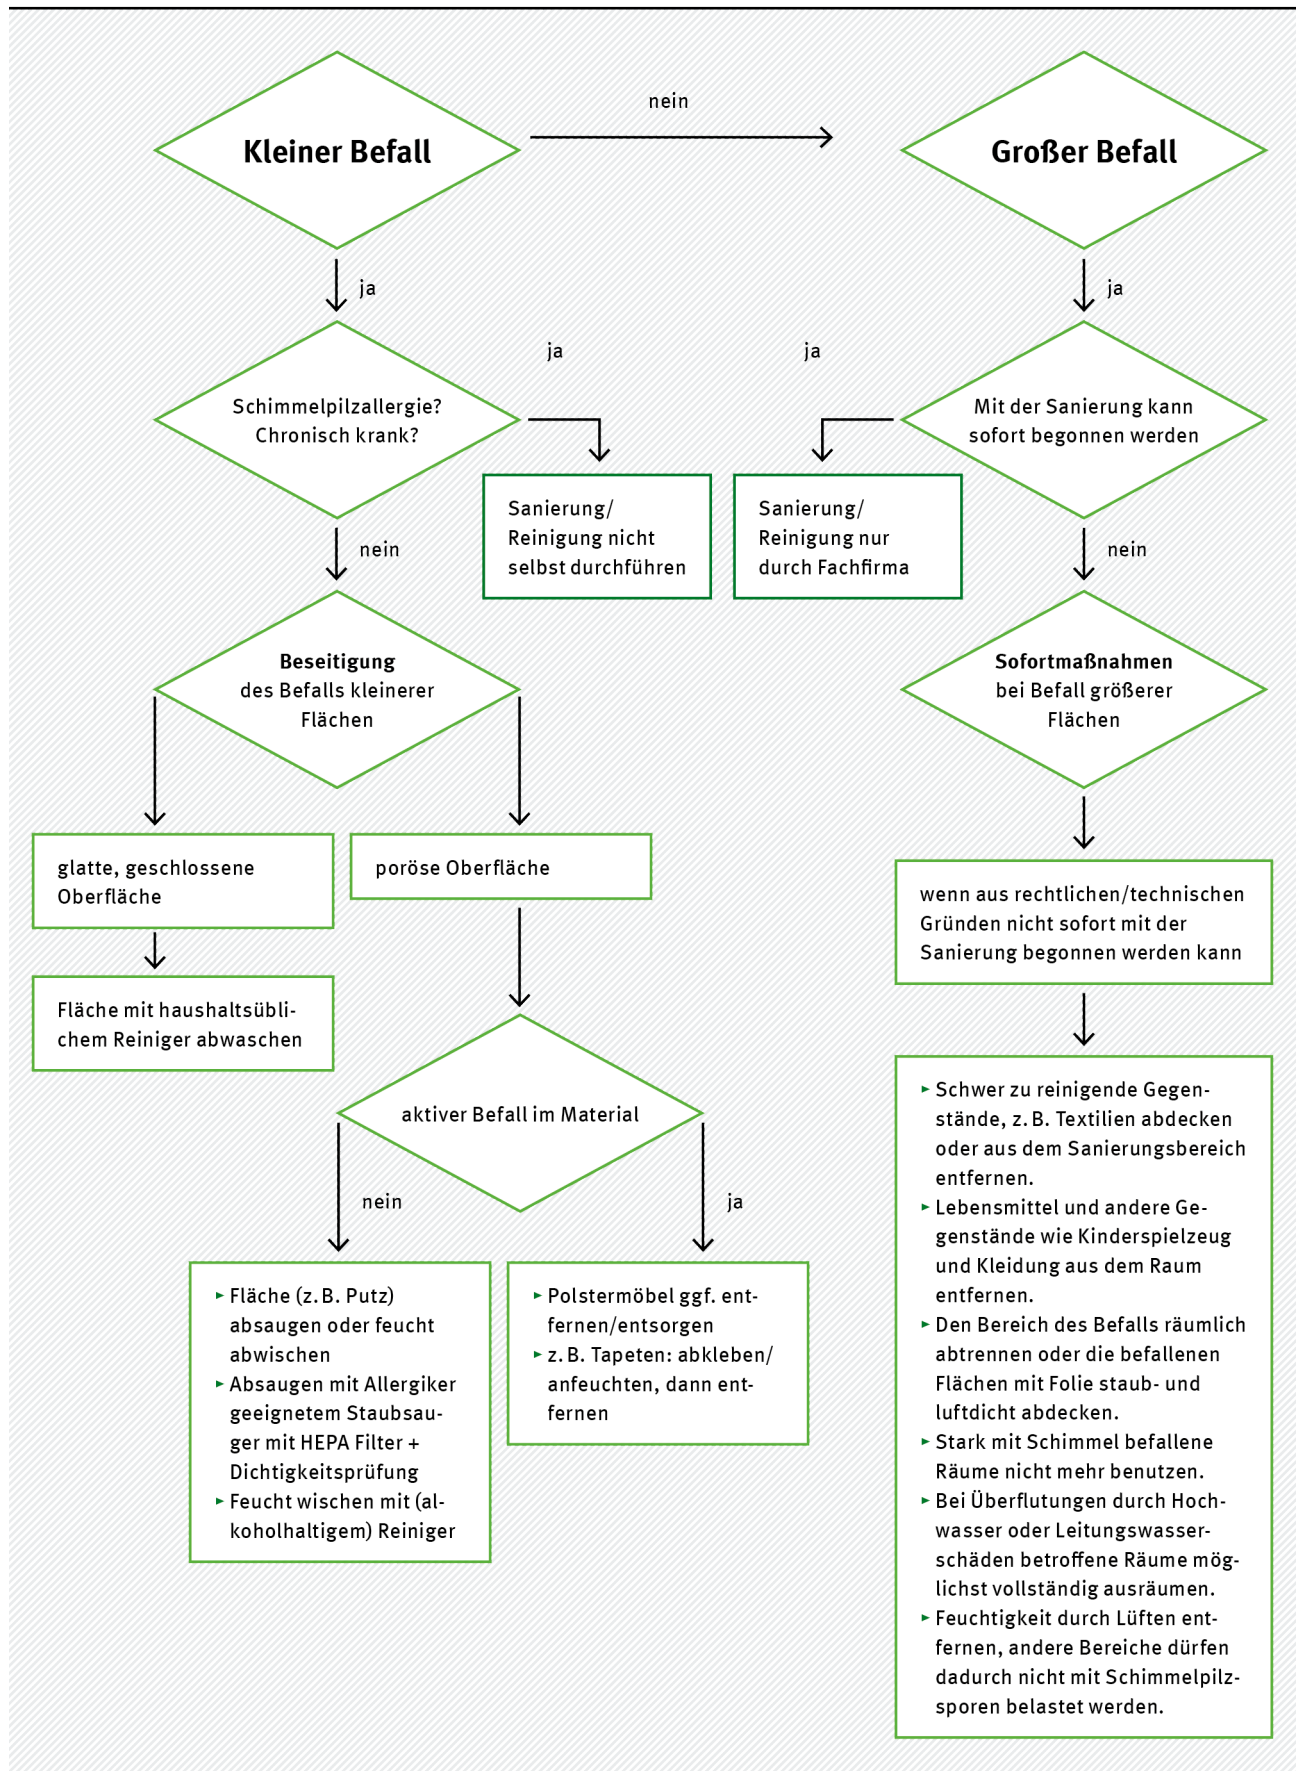 nein
Kleiner Befall
Großer Befall
ja
ja
ja
ja
Schimmelpilzallergie?
Chronisch krank?
Mit der Sanierung kann
sofort begonnen werden
Sanierung/
Reinigung nicht
selbst durchführen
Sanierung/
Reinigung nur
durch Fachfirma
nein
nein
Beseitigung
des Befalls kleinerer
Flächen
Sofortmaßnahmen
bei Befall größerer
Flächen
glatte, geschlossene
Oberfläche
poröse Oberfläche
wenn aus rechtlichen/technischen
Gründen nicht sofort mit der
Sanierung begonnen werden kann
Fläche mit haushaltsübli-
chem Reiniger abwaschen
aktiver Befall im Material
nein
ja
► Fläche (z. B. Putz)
absaugen oder feucht
abwischen
► Absaugen mit Allergiker
geeignetem Staubsau-
ger mit HEPA Filter +
Dichtigkeitsprüfung
► Feucht wischen mit (al-
koholhaltigem) Reiniger
► Polstermöbel ggf. ent-
fernen/entsorgen
► z. B. Tapeten: abkleben/
anfeuchten, dann ent-
fernen
► Schwer zu reinigende Gegen-
stände, z. B. Textilien abdecken
oder aus dem Sanierungsbereich
entfernen.
► Lebensmittel und andere Ge-
genstände wie Kinderspielzeug
und Kleidung aus dem Raum
entfernen.
► Den Bereich des Befalls räumlich
abtrennen oder die befallenen
Flächen mit Folie staub- und
luftdicht abdecken.
► Stark mit Schimmel befallene
Räume nicht mehr benutzen.
► Bei Überflutungen durch Hoch-
wasser oder Leitungswasser-
schäden betroffene Räume mög-
lichst vollständig ausräumen.
► Feuchtigkeit durch Lüften ent-
fernen, andere Bereiche dürfen
dadurch nicht mit Schimmelpilz-
sporen belastet werden.